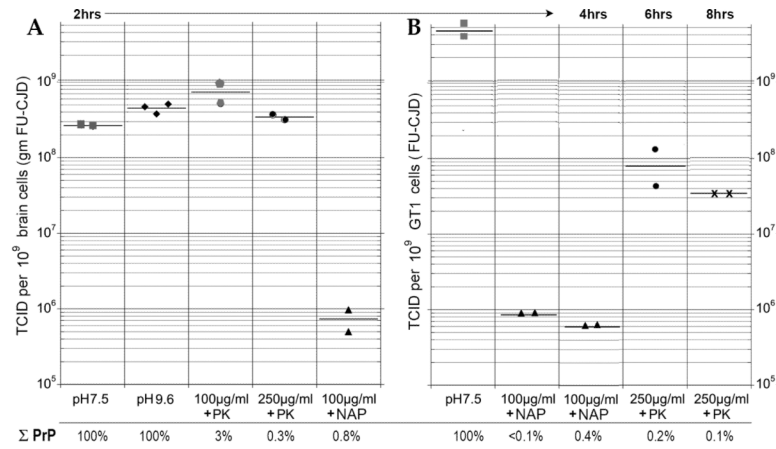 2hrs 4hrs 6hrs 8hrs
A B
TCID per 10⁹ brain cells (gm FU-CJD)
10⁹
10⁸
10⁷
10⁶
10⁵
pH7.5 pH9.6 100µg/ml +PK 250µg/ml +PK 100µg/ml +NAP
TCID per 10⁹ GT1 cells (FU-CJD)
10⁹
10⁸
10⁷
10⁶
10⁵
pH7.5 100µg/ml +NAP 100µg/ml +NAP 250µg/ml +PK 250µg/ml +PK
Σ PrP 100% 100% 3% 0.3% 0.8% 100% <0.1% 0.4% 0.2% 0.1%